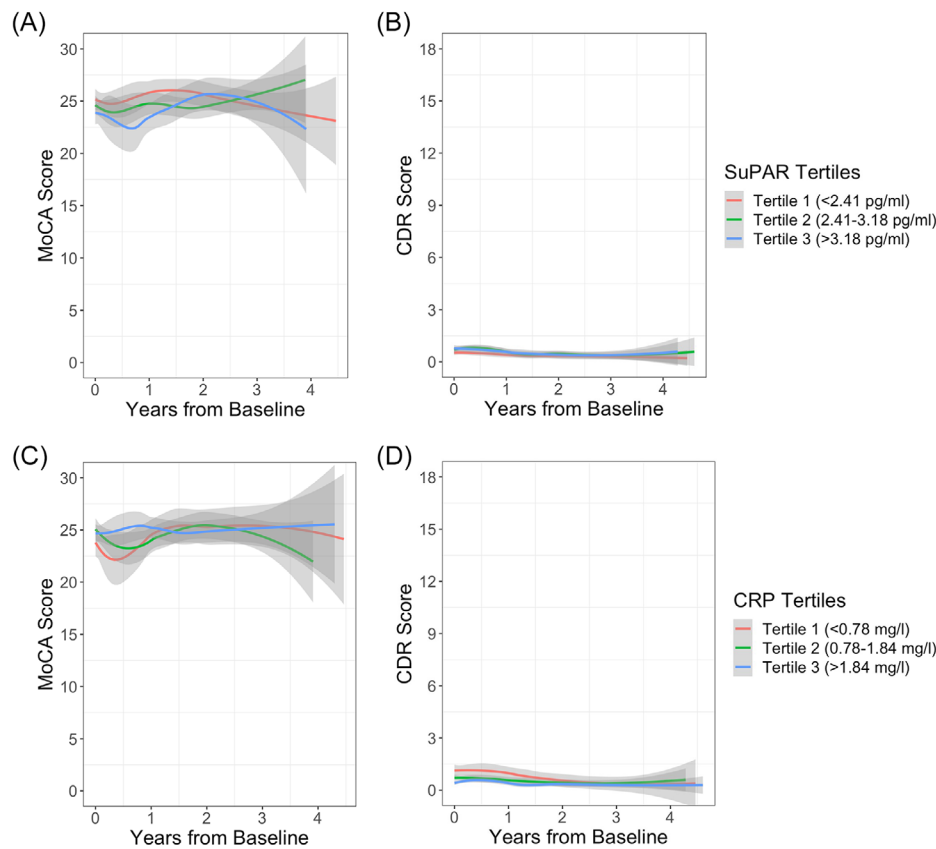 (A)
MoCA Score
30
25
20
15
10
5
0
0 1 2 3 4
Years from Baseline
(B)
CDR Score
18
15
12
9
6
3
0
0 1 2 3 4
Years from Baseline
SuPAR Tertiles
Tertile 1 (<2.41 pg/ml)
Tertile 2 (2.41-3.18 pg/ml)
Tertile 3 (>3.18 pg/ml)
(C)
MoCA Score
30
25
20
15
10
5
0
0 1 2 3 4
Years from Baseline
(D)
CDR Score
18
15
12
9
6
3
0
0 1 2 3 4
Years from Baseline
CRP Tertiles
Tertile 1 (<0.78 mg/l)
Tertile 2 (0.78-1.84 mg/l)
Tertile 3 (>1.84 mg/l)